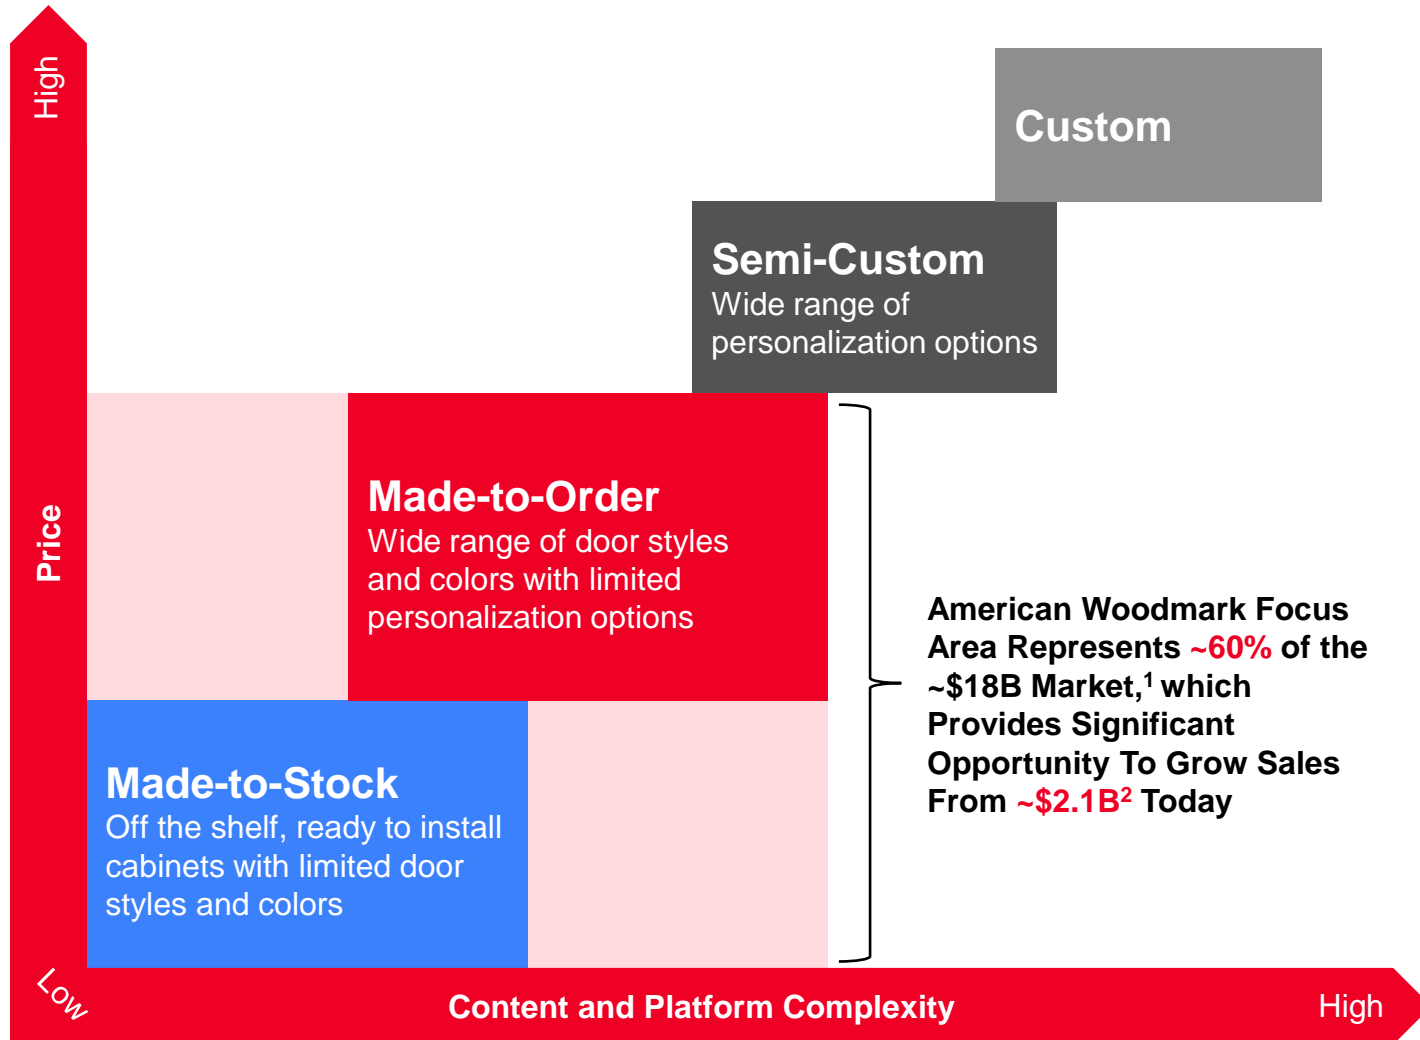 High
Custom
Semi-Custom
Wide range of
personalization options
Made-to-Order
Wide range of door styles
and colors with limited
personalization options
Price
American Woodmark Focus
Area Represents ~60% of the
~$18B Market,¹ which
Provides Significant
Opportunity To Grow Sales
From ~$2.1B² Today
Made-to-Stock
Off the shelf, ready to install
cabinets with limited door
styles and colors
Low
Content and Platform Complexity
High